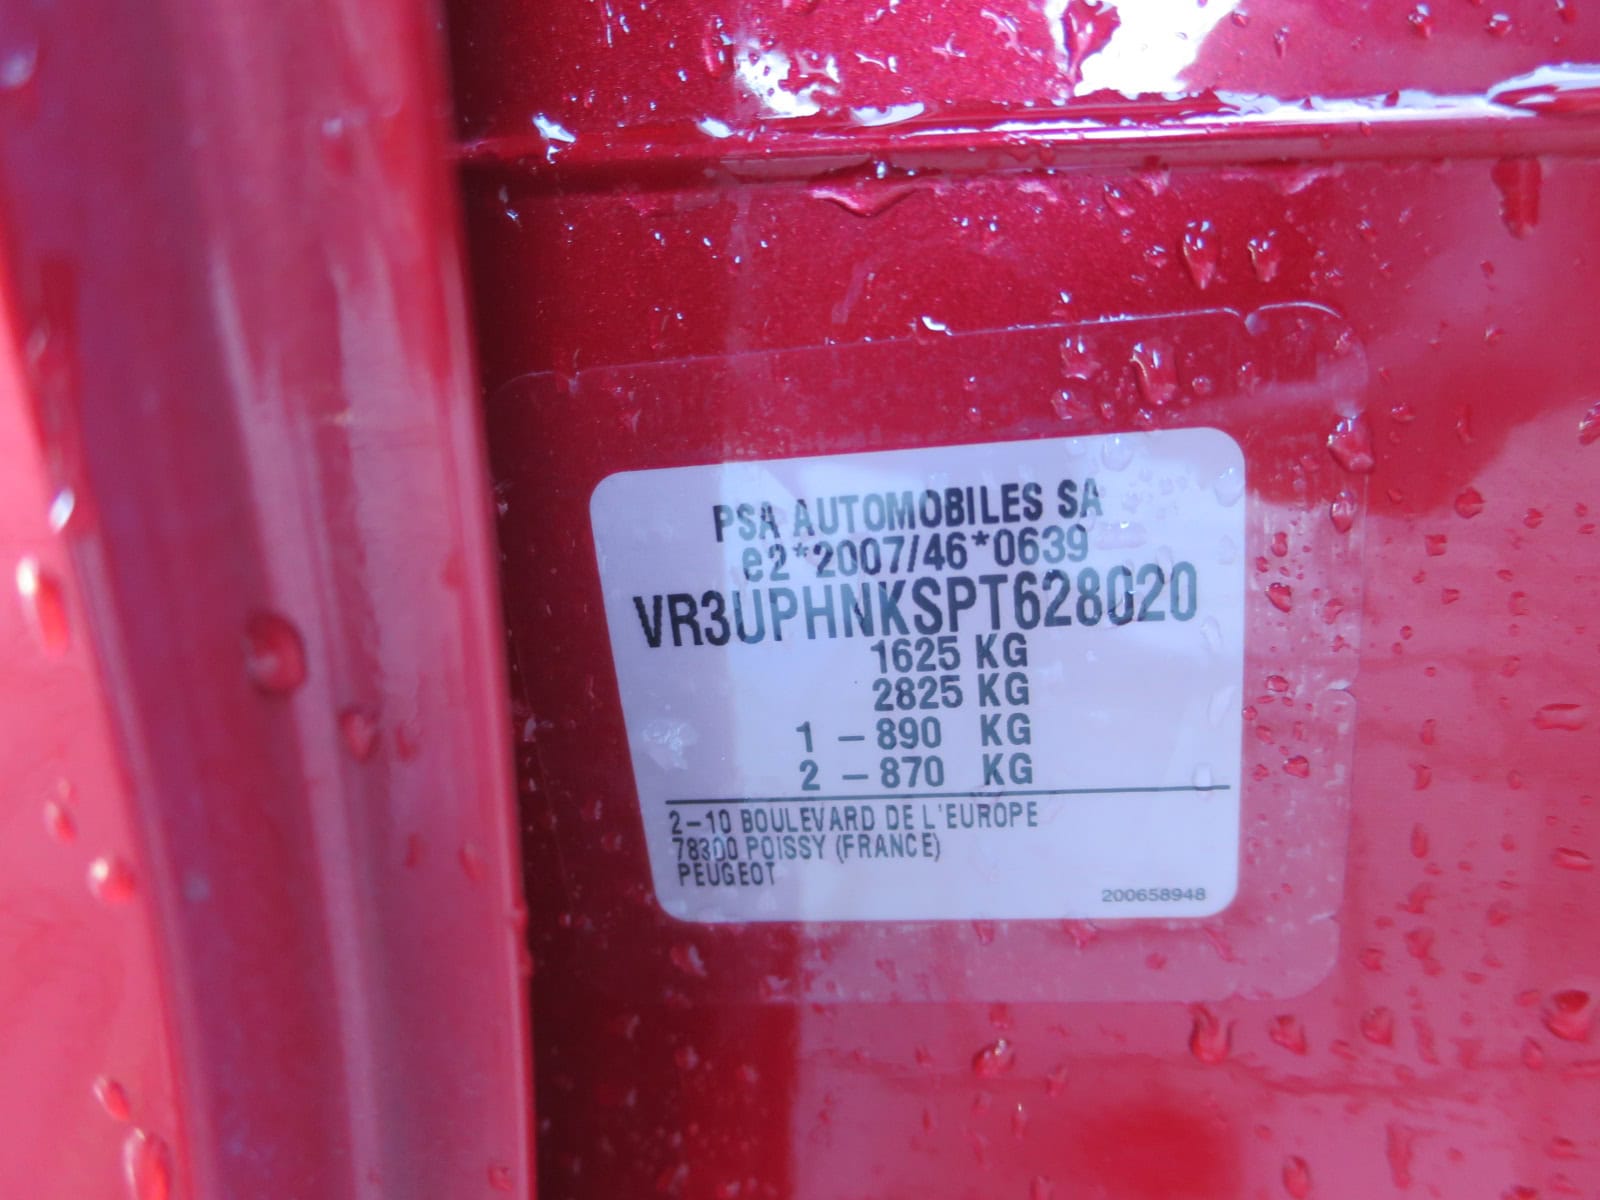 PSA AUTOMOBILES SA
e2*2007/46*0639
VR3UPHNKSPT628020
1625 KG
2825 KG
1 – 890 KG
2 – 870 KG
2–10 BOULEVARD DE L'EUROPE
78300 POISSY (FRANCE)
PEUGEOT
200658948